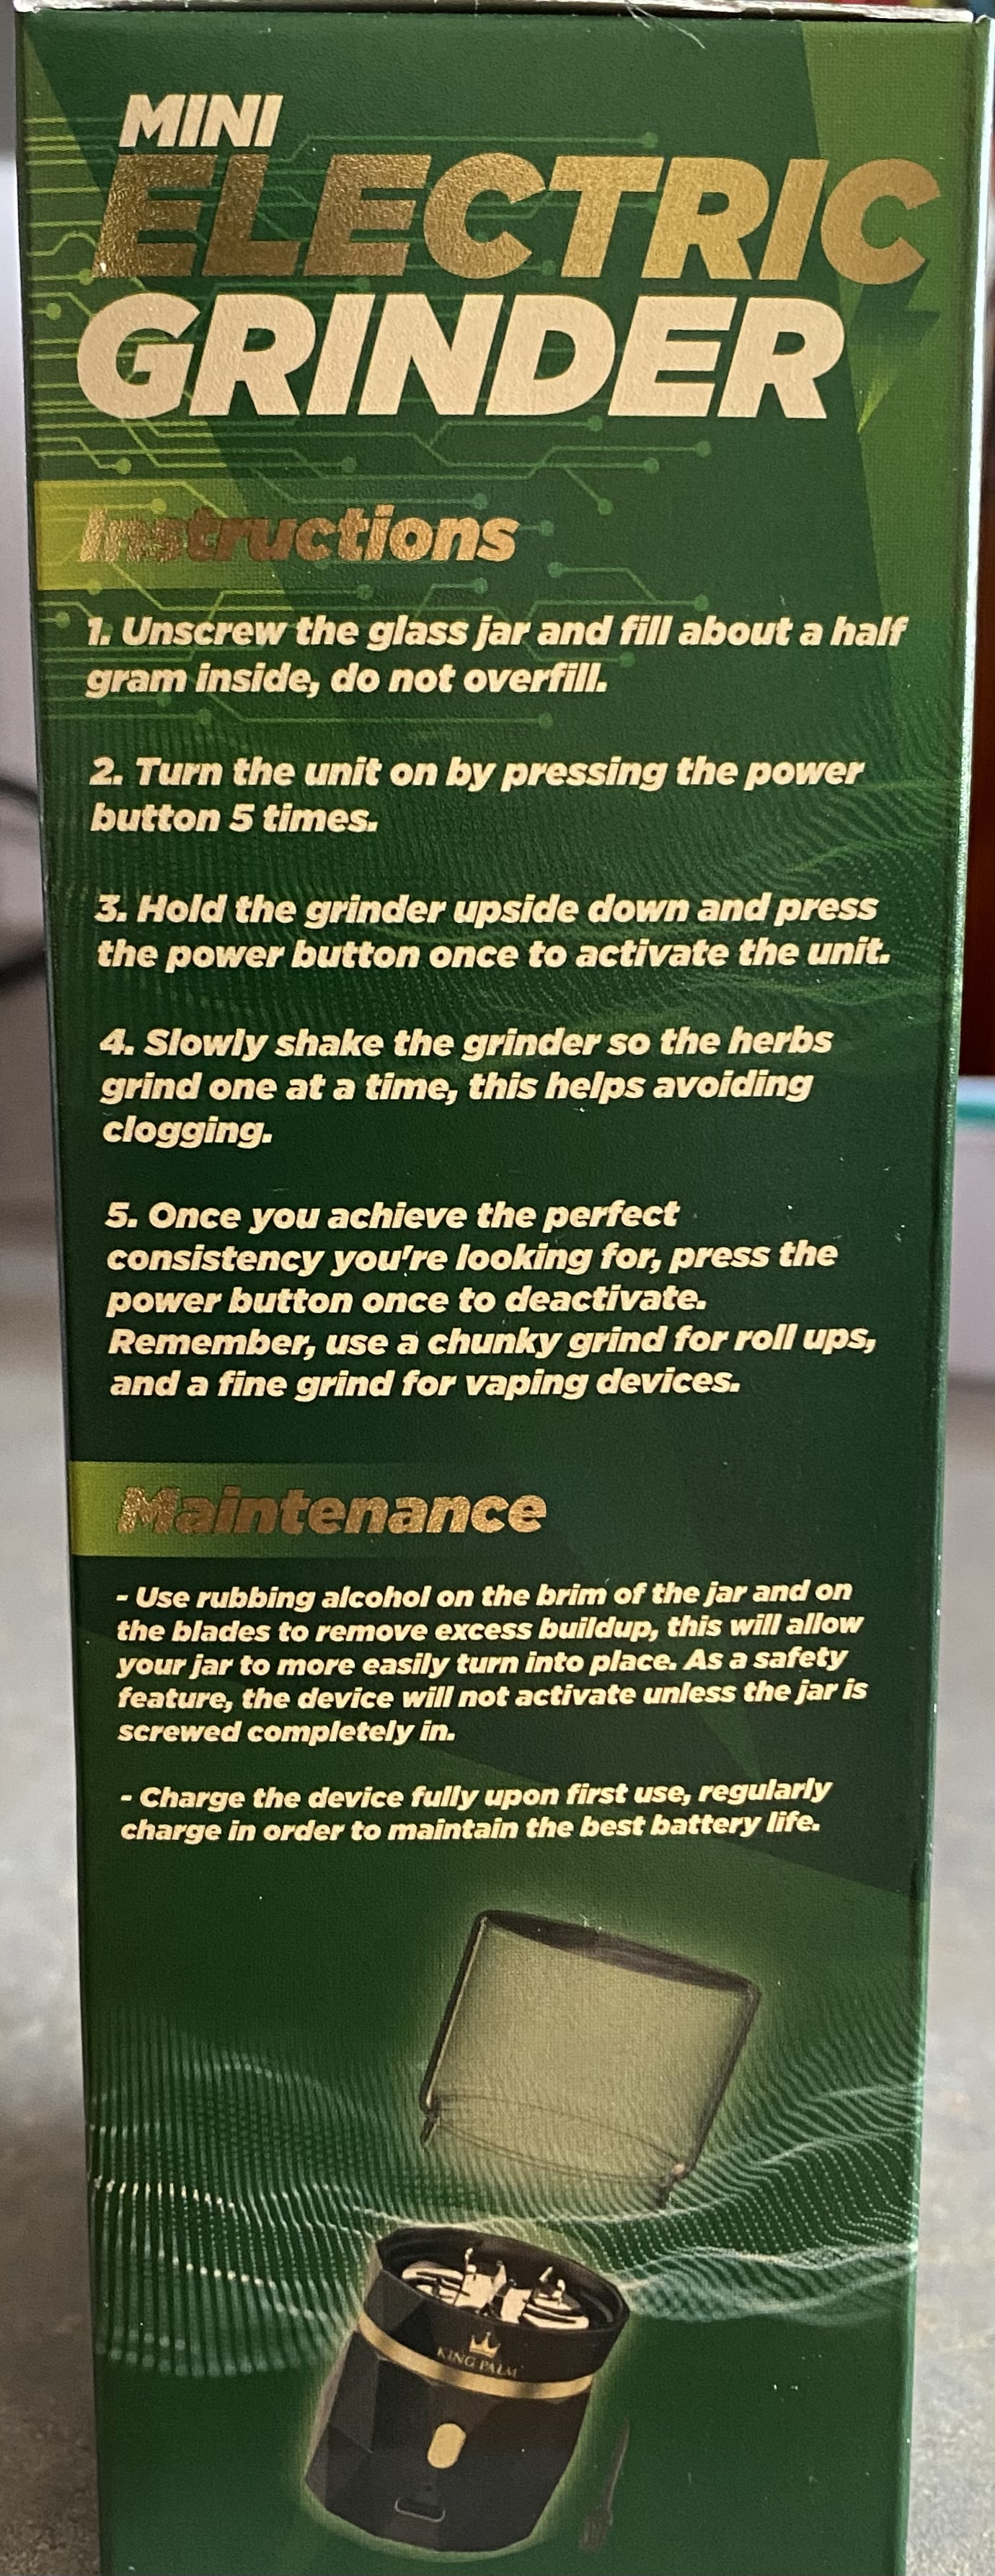 MINI
ELECTRIC
GRINDER
Instructions
1. Unscrew the glass jar and fill about a half
gram inside, do not overfill.
2. Turn the unit on by pressing the power
button 5 times.
3. Hold the grinder upside down and press
the power button once to activate the unit.
4. Slowly shake the grinder so the herbs
grind one at a time, this helps avoiding
clogging.
5. Once you achieve the perfect
consistency you're looking for, press the
power button once to deactivate.
Remember, use a chunky grind for roll ups,
and a fine grind for vaping devices.
Maintenance
- Use rubbing alcohol on the brim of the jar and on
the blades to remove excess buildup, this will allow
your jar to more easily turn into place. As a safety
feature, the device will not activate unless the jar is
screwed completely in.
- Charge the device fully upon first use, regularly
charge in order to maintain the best battery life.
KING PALM